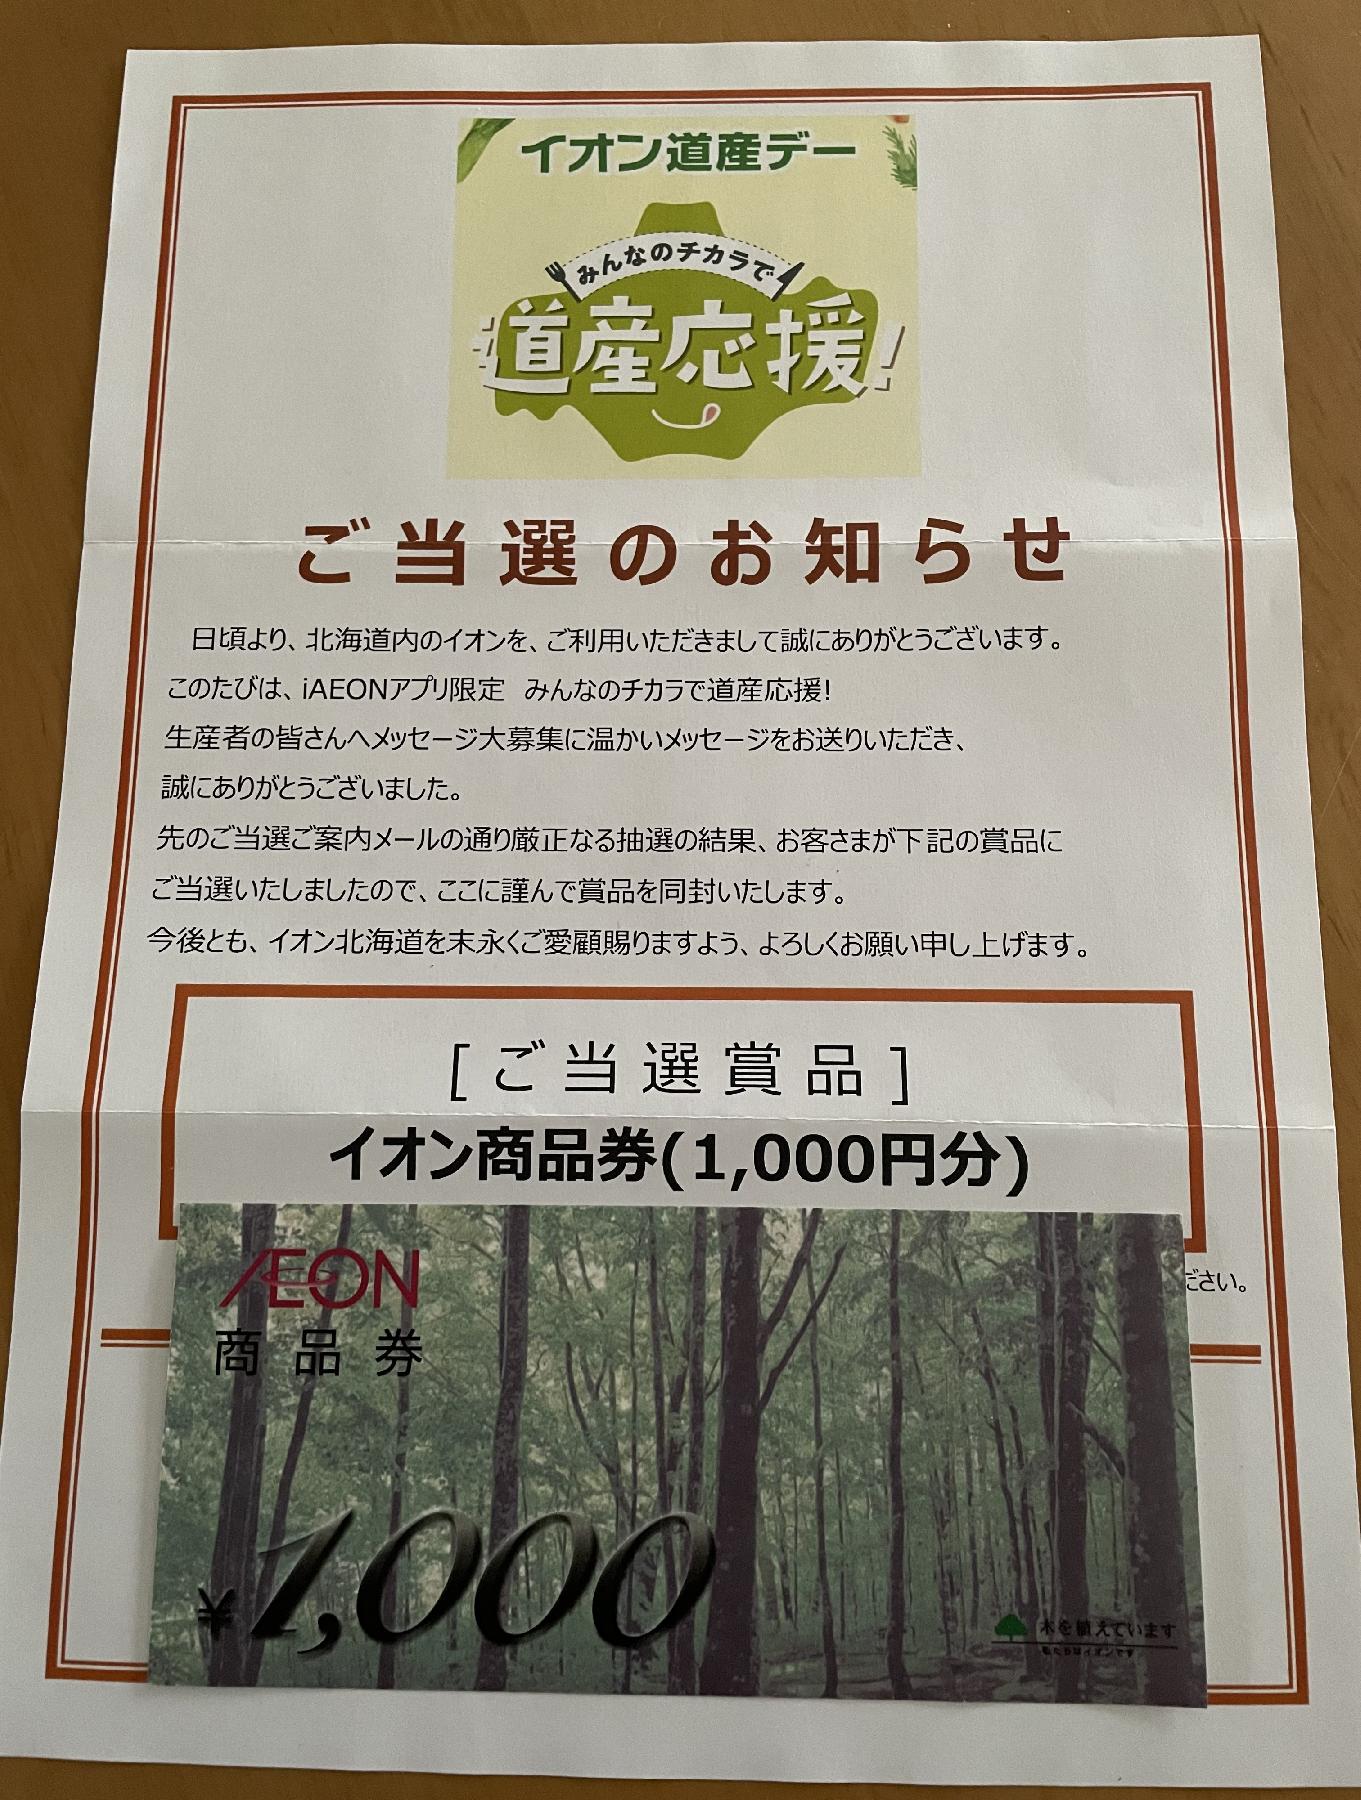 イオン道産デー
みんなのチカラで
道産応援!
ご当選のお知らせ
日頃より、北海道内のイオンを、ご利用いただきまして誠にありがとうございます。
このたびは、iAEONアプリ限定　みんなのチカラで道産応援!
生産者の皆さんへメッセージ大募集に温かいメッセージをお送りいただき、
誠にありがとうございました。
先のご当選ご案内メールの通り厳正なる抽選の結果、お客さまが下記の賞品に
ご当選いたしましたので、ここに謹んで賞品を同封いたします。
今後とも、イオン北海道を末永くご愛顧賜りますよう、よろしくお願い申し上げます。
[ご当選賞品]
イオン商品券(1,000円分)
ださい。
ÆON
商品券
¥1,000
木を植えています
私たちはイオンです